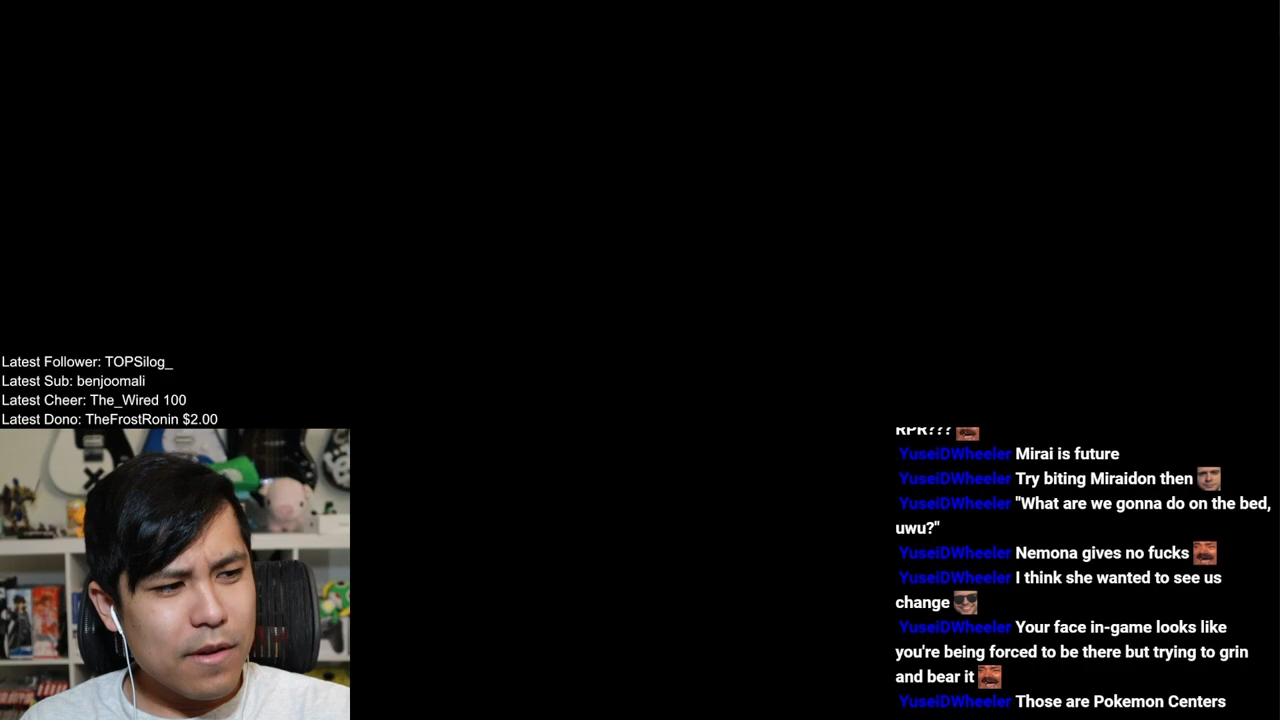 Latest Follower: TOPSilog_
Latest Sub: benjoomali
Latest Cheer: The_Wired 100
Latest Dono: TheFrostRonin $2.00
RPR???
YuseiDWheeler Mirai is future
YuseiDWheeler Try biting Miraidon then
YuseiDWheeler "What are we gonna do on the bed,
uwu?"
YuseiDWheeler Nemona gives no fucks
YuseiDWheeler I think she wanted to see us
change
YuseiDWheeler Your face in-game looks like
you're being forced to be there but trying to grin
and bear it
YuseiDWheeler Those are Pokemon Centers